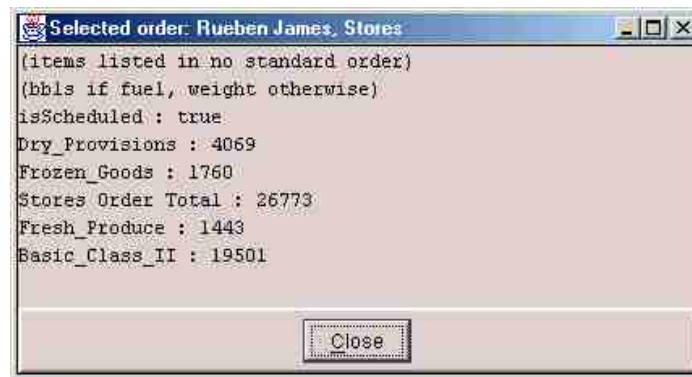 Selected order: Rueben James, Stores
(items listed in no standard order)
(bbls if fuel, weight otherwise)
isScheduled : true
Dry_Provisions : 4069
Frozen_Goods : 1760
Stores Order Total : 26773
Fresh_Produce : 1443
Basic_Class_II : 19501
Close